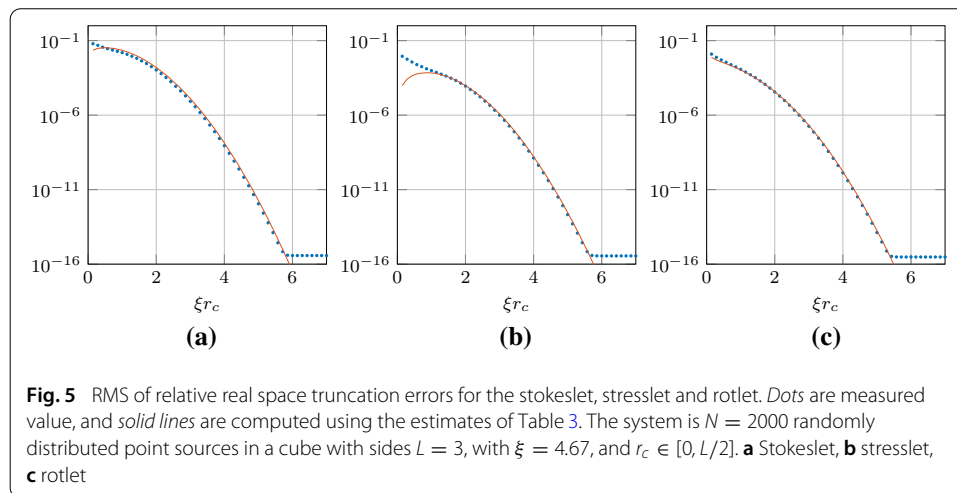 10−1
10−6
10−11
10−16
0 2 4 6
ξrc
(a)
10−1
10−6
10−11
10−16
0 2 4 6
ξrc
(b)
10−1
10−6
10−11
10−16
0 2 4 6
ξrc
(c)
Fig. 5 RMS of relative real space truncation errors for the stokeslet, stresslet and rotlet. Dots are measured
value, and solid lines are computed using the estimates of Table 3. The system is N = 2000 randomly
distributed point sources in a cube with sides L = 3, with ξ = 4.67, and rc ∈ [0, L/2]. a Stokeslet, b stresslet,
c rotlet